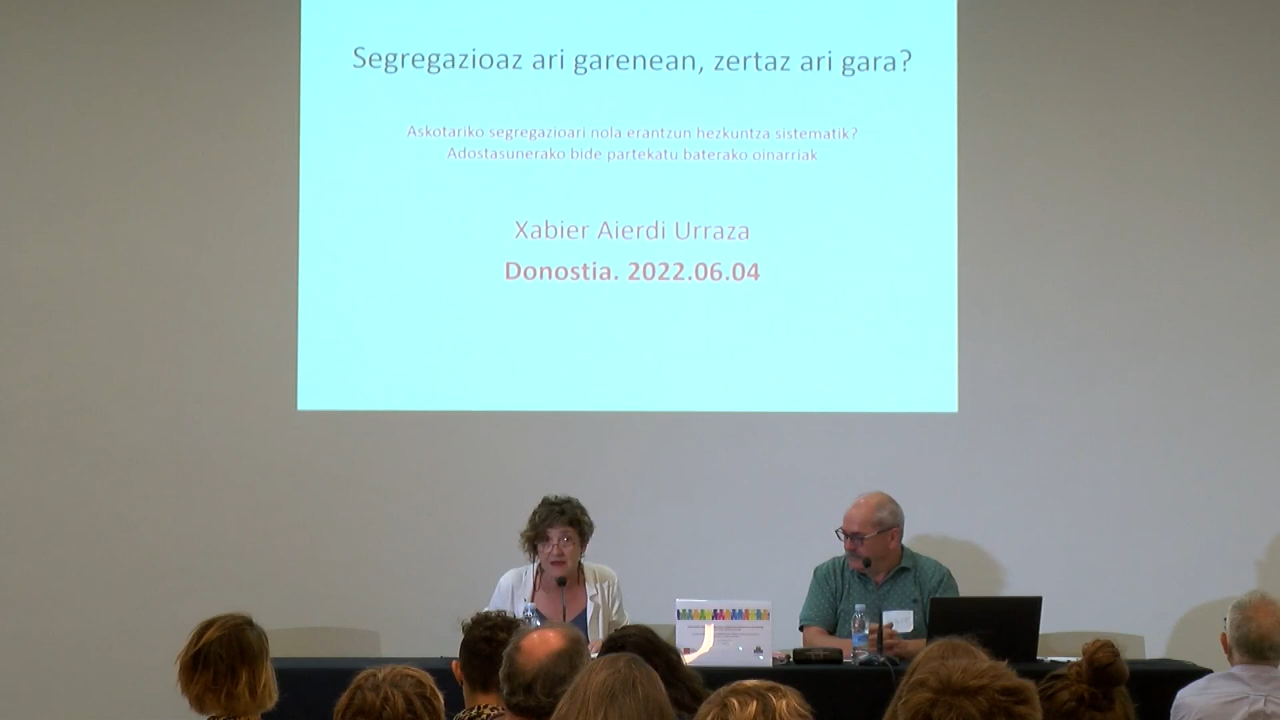 Segregazioaz ari garenean, zertaz ari gara?
Askotariko segregazioari nola erantzun hezkuntza sistematik?
Adostasunerako bide partekatu baterako oinarriak
Xabier Aierdi Urraza
Donostia. 2022.06.04